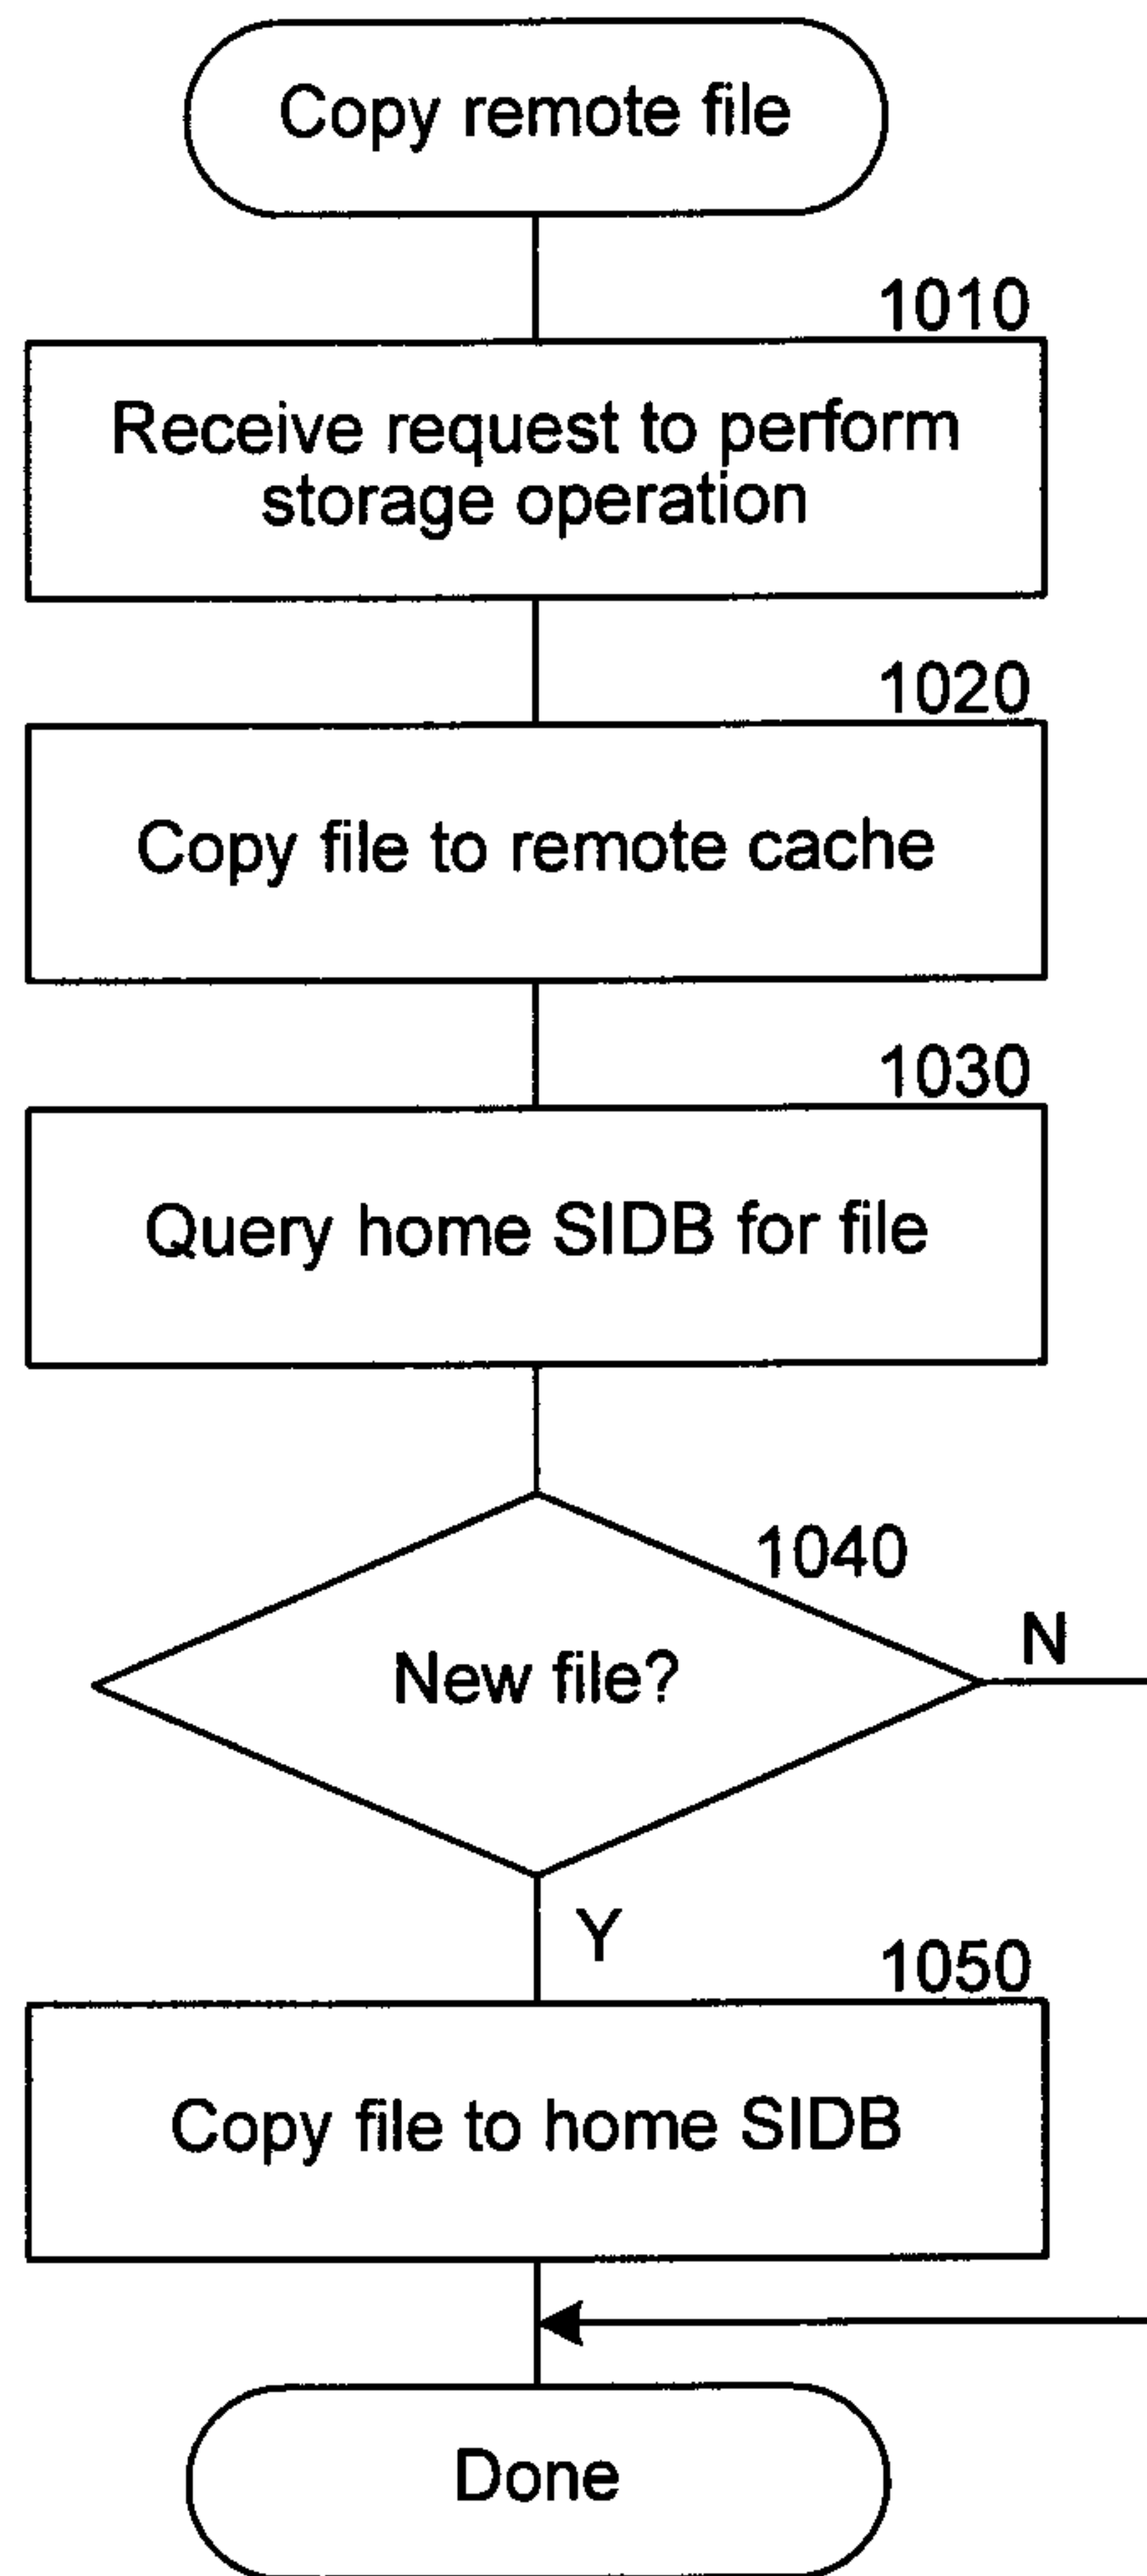 Copy remote file
1010
Receive request to perform
storage operation
1020
Copy file to remote cache
1030
Query home SIDB for file
1040
New file?
N
Y
1050
Copy file to home SIDB
Done